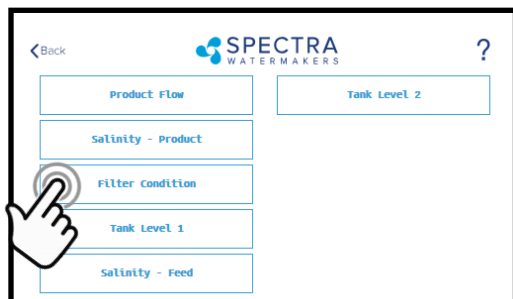 Back
SPECTRA
WATERMAKERS
?
Product Flow
Tank Level 2
Salinity - Product
Filter Condition
Tank Level 1
Salinity - Feed